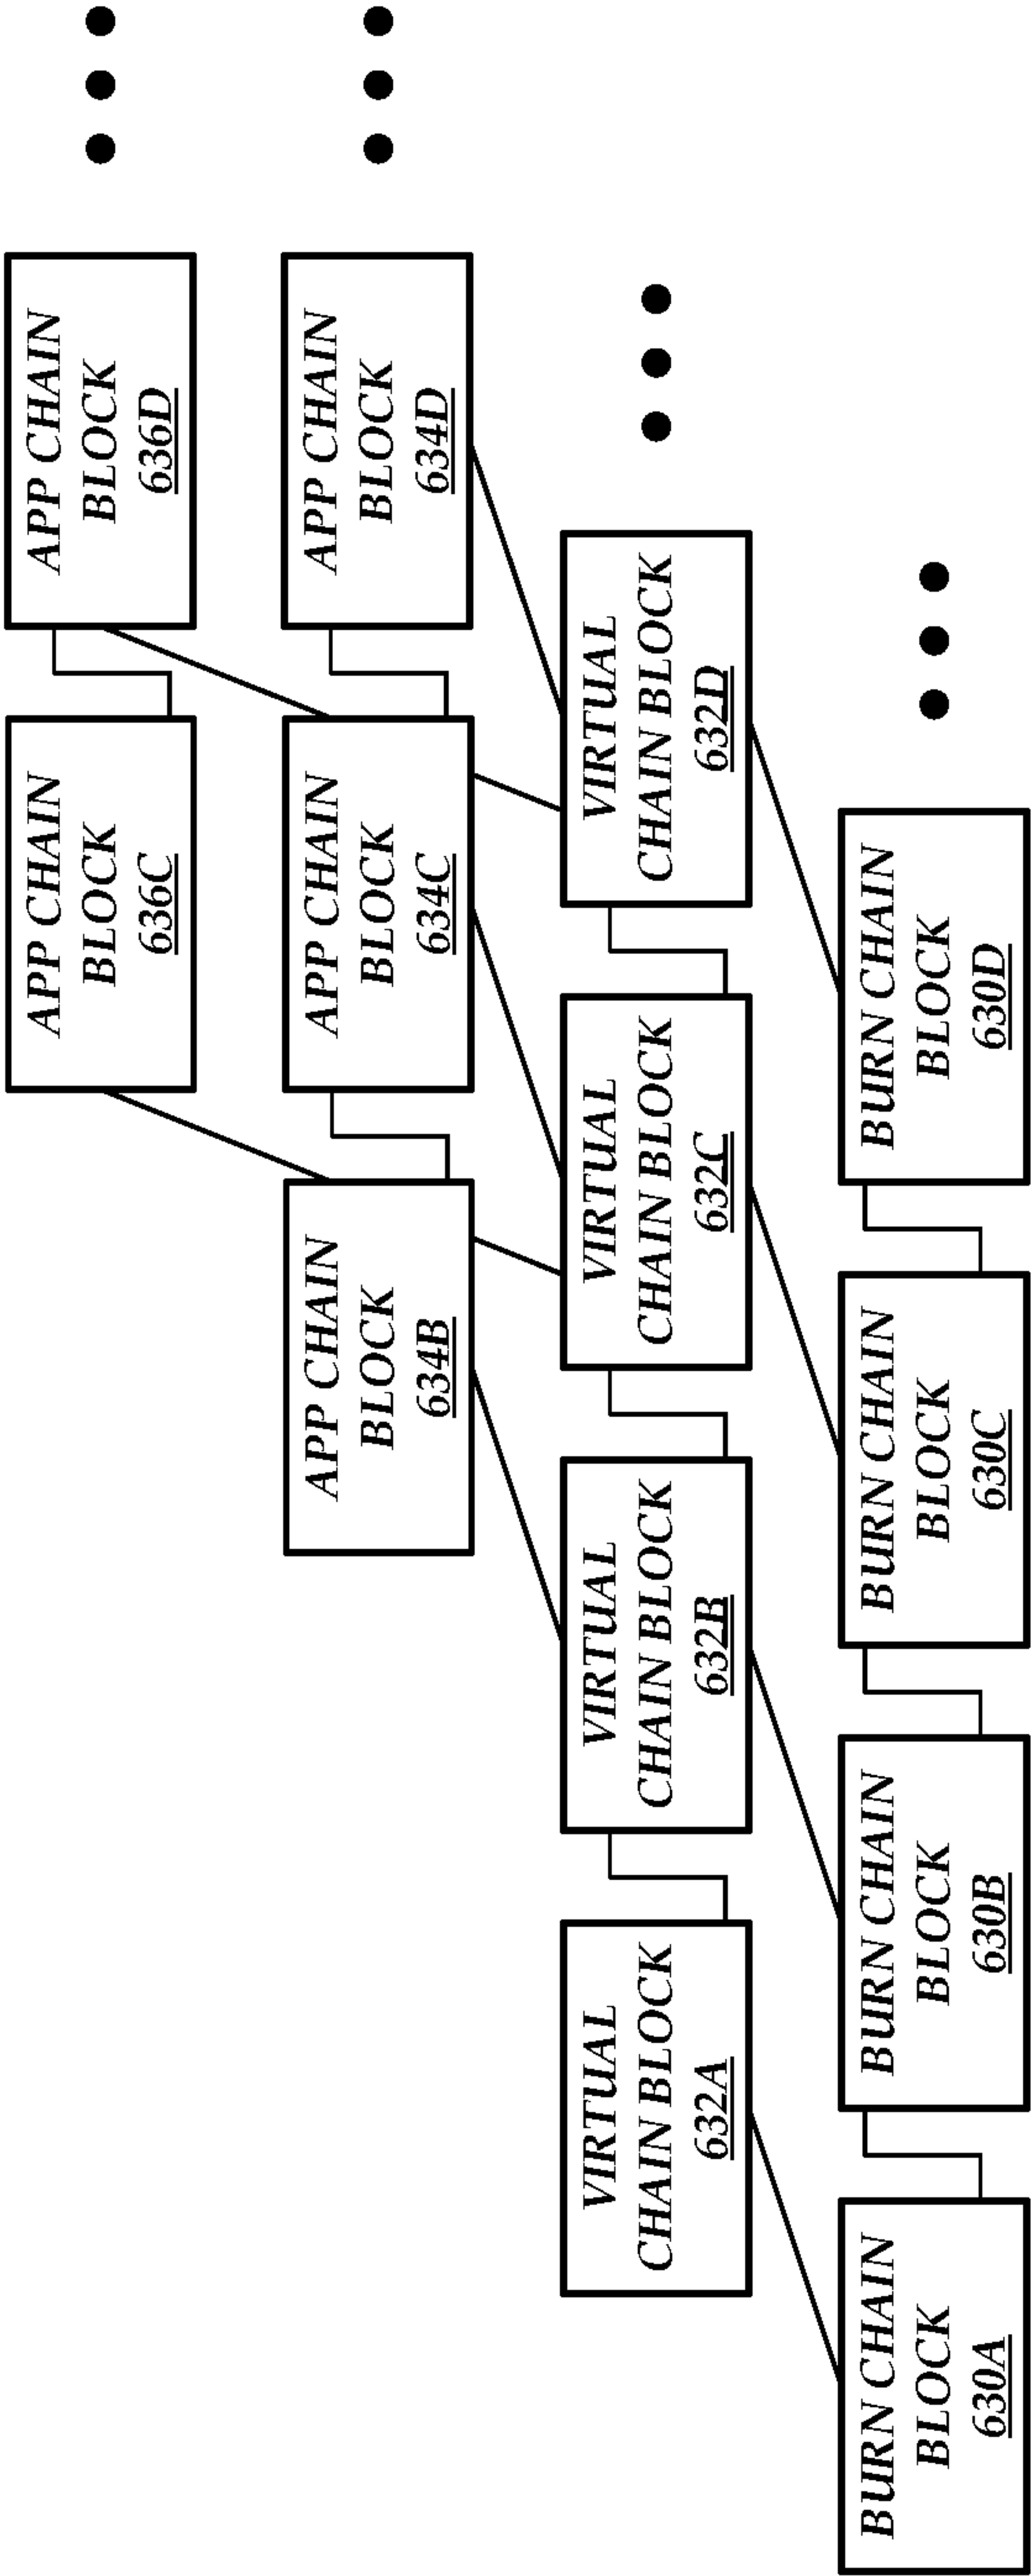 APP CHAIN
BLOCK
636C
APP CHAIN
BLOCK
636D
APP CHAIN
BLOCK
634B
APP CHAIN
BLOCK
634C
APP CHAIN
BLOCK
634D
VIRTUAL
CHAIN BLOCK
632A
VIRTUAL
CHAIN BLOCK
632B
VIRTUAL
CHAIN BLOCK
632C
VIRTUAL
CHAIN BLOCK
632D
BURN CHAIN
BLOCK
630A
BURN CHAIN
BLOCK
630B
BURN CHAIN
BLOCK
630C
BURN CHAIN
BLOCK
630D